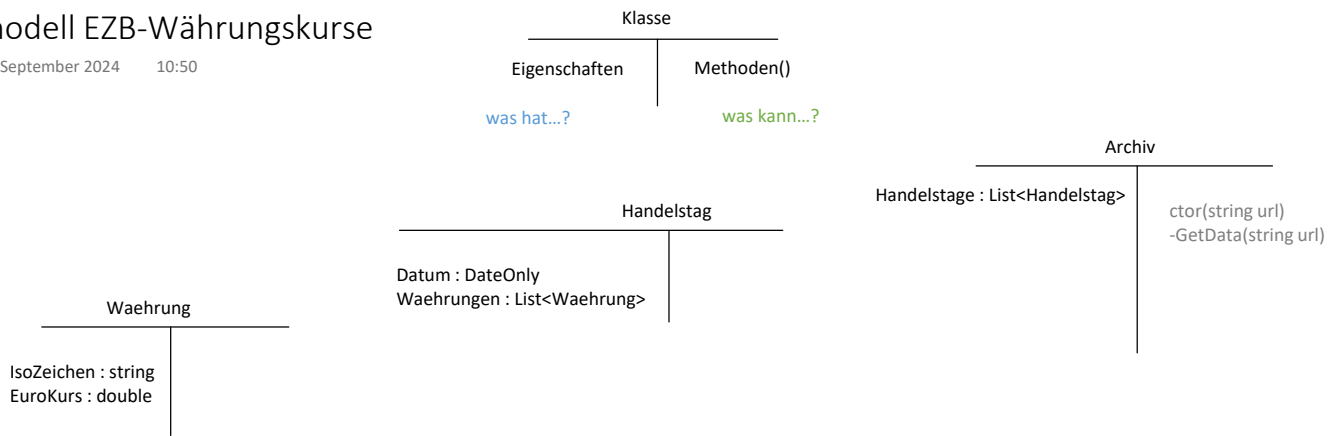 nodell EZB-Währungskurse
September 2024 10:50
Klasse
Eigenschaften Methoden()
was hat…? was kann…?
Archiv
Handelstage : List<Handelstag>
ctor(string url)
-GetData(string url)
Handelstag
Datum : DateOnly
Waehrungen : List<Waehrung>
Waehrung
IsoZeichen : string
EuroKurs : double